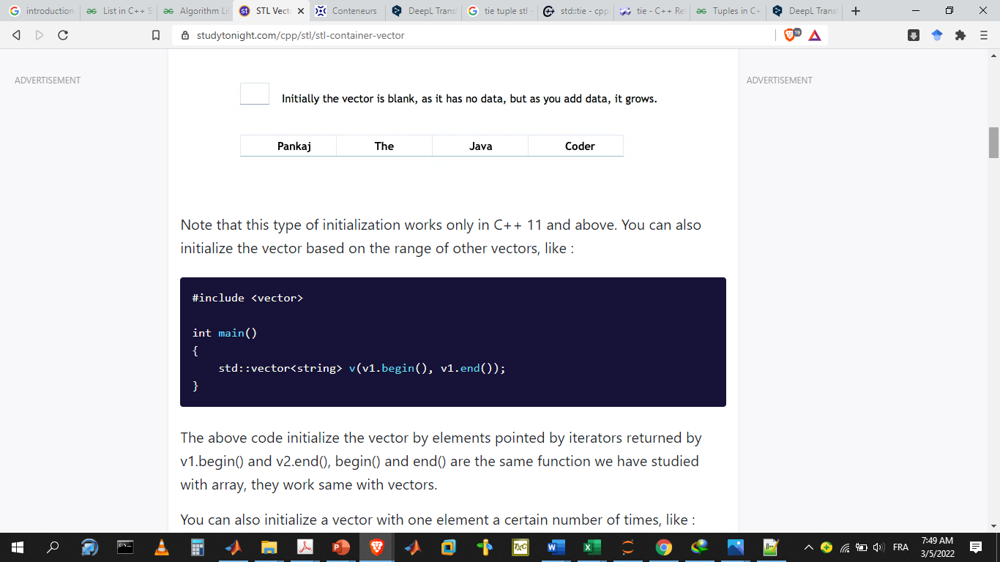 introduction
List in C++ S
Algorithm Li
STL Vect
Conteneurs
DeepL Transl
tie tuple stl -
std::tie - cpp
tie - C++ Ref
Tuples in C+
DeepL Transl
studytonight.com/cpp/stl/stl-container-vector
19
ADVERTISEMENT
ADVERTISEMENT
Initially the vector is blank, as it has no data, but as you add data, it grows.
Pankaj The Java Coder
Note that this type of initialization works only in C++ 11 and above. You can also
initialize the vector based on the range of other vectors, like :
#include <vector>
int main()
{
std::vector<string> v(v1.begin(), v1.end());
}
The above code initialize the vector by elements pointed by iterators returned by
v1.begin() and v2.end(), begin() and end() are the same function we have studied
with array, they work same with vectors.
You can also initialize a vector with one element a certain number of times, like :
FRA
7:49 AM
3/5/2022